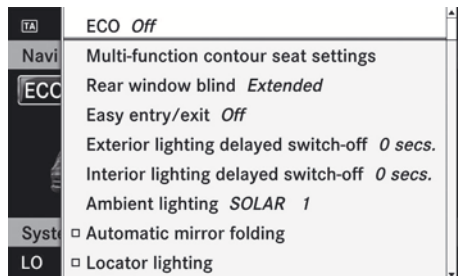 TA
ECO Off
Navi
Multi-function contour seat settings
ECO
Rear window blind Extended
Easy entry/exit Off
Exterior lighting delayed switch-off 0 secs.
Interior lighting delayed switch-off 0 secs.
Ambient lighting SOLAR 1
Syste
Automatic mirror folding
LO
Locator lighting